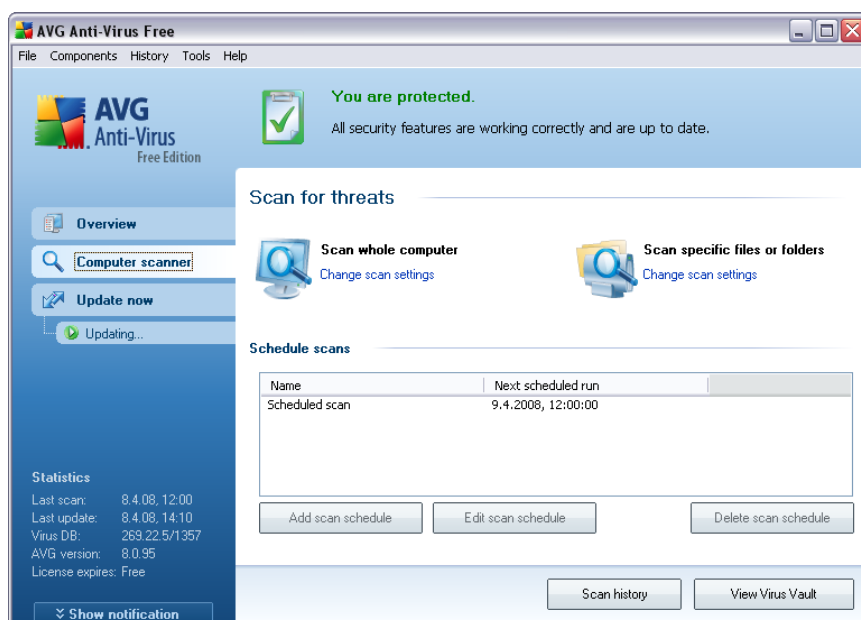 AVG Anti-Virus Free
File Components History Tools Help
AVG
Anti-Virus
Free Edition
You are protected.
All security features are working correctly and are up to date.
Overview
Computer scanner
Update now
Updating...
Scan for threats
Scan whole computer
Change scan settings
Scan specific files or folders
Change scan settings
Schedule scans
Name Next scheduled run
Scheduled scan 9.4.2008, 12:00:00
Add scan schedule Edit scan schedule Delete scan schedule
Statistics
Last scan: 8.4.08, 12:00
Last update: 8.4.08, 14:10
Virus DB: 269.22.5/1357
AVG version: 8.0.95
License expires: Free
Show notification
Scan history View Virus Vault